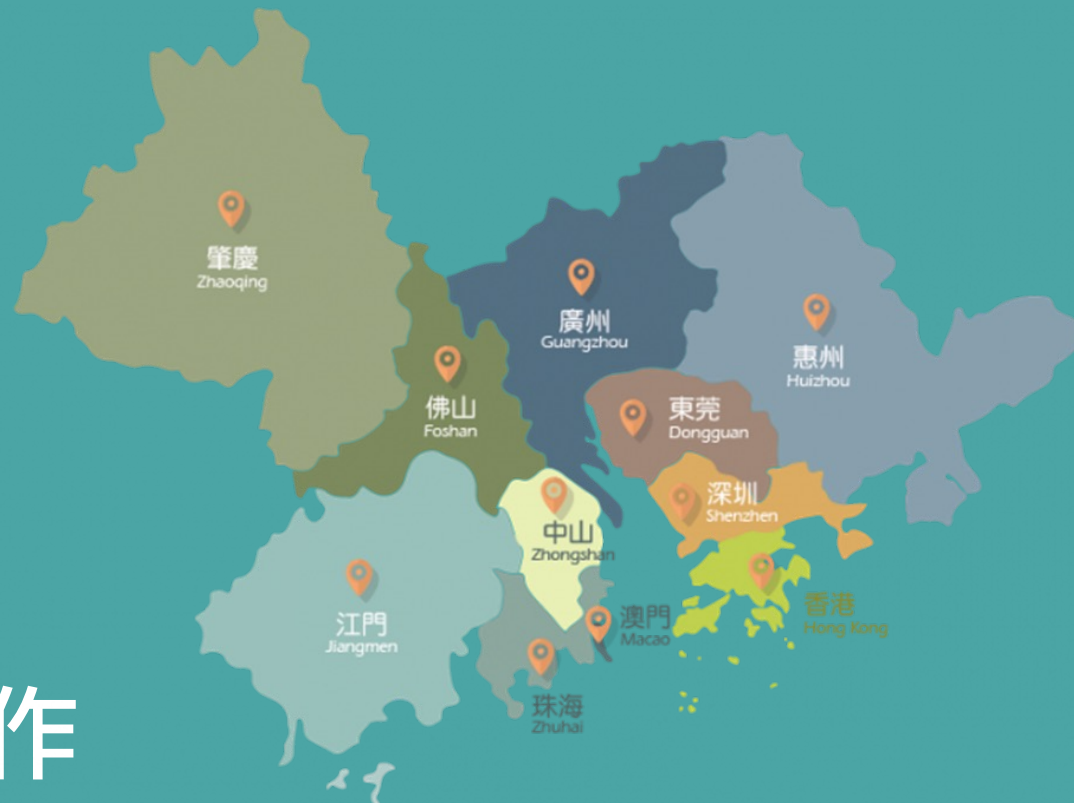 肇慶
Zhaoqing
廣州
Guangzhou
惠州
Huizhou
佛山
Foshan
東莞
Dongguan
深圳
Shenzhen
中山
Zhongshan
香港
Hong Kong
澳門
Macao
江門
Jiangmen
珠海
Zhuhai
作